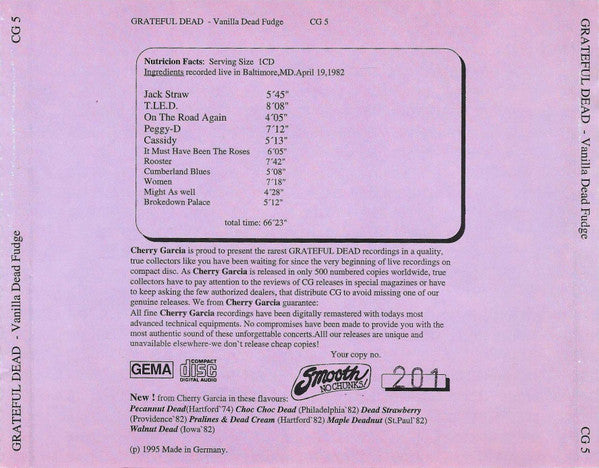 GRATEFUL DEAD - Vanilla Dead Fudge CG 5
GRATEFUL DEAD - Vanilla Dead Fudge CG 5
Nutricion Facts: Serving Size 1CD
Ingredients recorded live in Baltimore,MD.April 19,1982
Jack Straw 5´45"
T.L.E.D. 8´08"
On The Road Again 4´05"
Peggy-D 7´12"
Cassidy 5´13"
It Must Have Been The Roses 6´05"
Rooster 7´42"
Cumberland Blues 5´08"
Women 7´18"
Might As well 4´28"
Brokedown Palace 5´12"
total time: 66´23"
Cherry Garcia is proud to present the rarest GRATEFUL DEAD recordings in a quality,
true collectors like you have been waiting for since the very beginning of live recordings on
compact disc. As Cherry Garcia is released in only 500 numbered copies worldwide, true
collectors have to pay attention to the reviews of CG releases in special magazines or have
to keep asking the few authorized dealers, that distribute CG to avoid missing one of our
genuine releases. We from Cherry Garcia guarantee:
All fine Cherry Garcia recordings have been digitally remastered with todays most
advanced technical equipments. No compromises have been made to provide you with the
most authentic sound of these unforgettable concerts.Alll our releases are unique and
unavailable elsewhere-we don´t release cheap copies!
Your copy no.
GEMA COMPACT disc DIGITAL AUDIO
Smooth NO CHUNKS!
201
New ! from Cherry Garcia in these flavours:
Pecannut Dead(Hartford´74) Choc Choc Dead (Philadelphia´82) Dead Strawberry
(Providence´82) Pralines & Dead Cream (Hartford´82) Maple Deadnut (St.Paul´82)
Walnut Dead (Iowa´82)
(p) 1995 Made in Germany.
GRATEFUL DEAD - Vanilla Dead Fudge CG 5